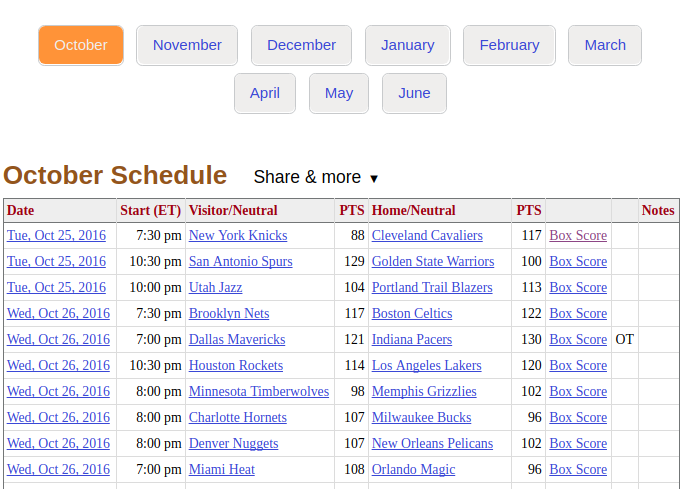 October November December January February March
April May June
October Schedule Share & more ▼
Date Start (ET) Visitor/Neutral PTS Home/Neutral PTS Notes
Tue, Oct 25, 2016 7:30 pm New York Knicks 88 Cleveland Cavaliers 117 Box Score
Tue, Oct 25, 2016 10:30 pm San Antonio Spurs 129 Golden State Warriors 100 Box Score
Tue, Oct 25, 2016 10:00 pm Utah Jazz 104 Portland Trail Blazers 113 Box Score
Wed, Oct 26, 2016 7:30 pm Brooklyn Nets 117 Boston Celtics 122 Box Score
Wed, Oct 26, 2016 7:00 pm Dallas Mavericks 121 Indiana Pacers 130 Box Score OT
Wed, Oct 26, 2016 10:30 pm Houston Rockets 114 Los Angeles Lakers 120 Box Score
Wed, Oct 26, 2016 8:00 pm Minnesota Timberwolves 98 Memphis Grizzlies 102 Box Score
Wed, Oct 26, 2016 8:00 pm Charlotte Hornets 107 Milwaukee Bucks 96 Box Score
Wed, Oct 26, 2016 8:00 pm Denver Nuggets 107 New Orleans Pelicans 102 Box Score
Wed, Oct 26, 2016 7:00 pm Miami Heat 108 Orlando Magic 96 Box Score